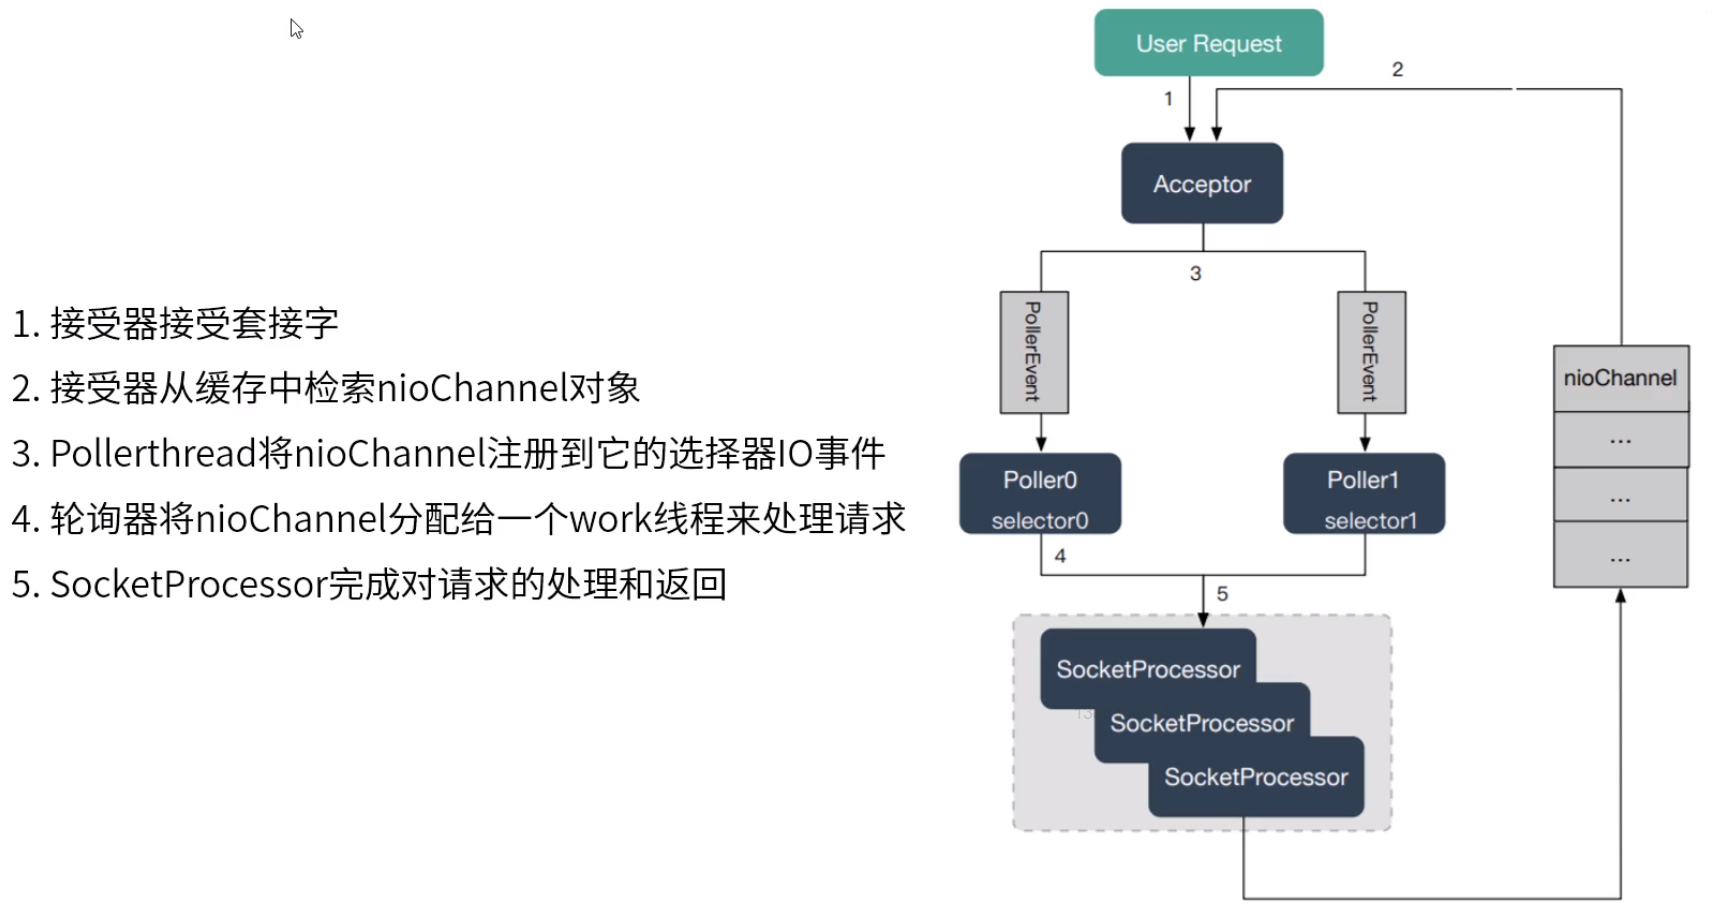 1. 接受器接受套接字
2. 接受器从缓存中检索nioChannel对象
3. Pollerthread将nioChannel注册到它的选择器IO事件
4. 轮询器将nioChannel分配给一个work线程来处理请求
5. SocketProcessor完成对请求的处理和返回
User Request
1
2
Acceptor
3
PollerEvent
PollerEvent
nioChannel
...
...
...
Poller0
selector0
Poller1
selector1
4
5
SocketProcessor
SocketProcessor
SocketProcessor